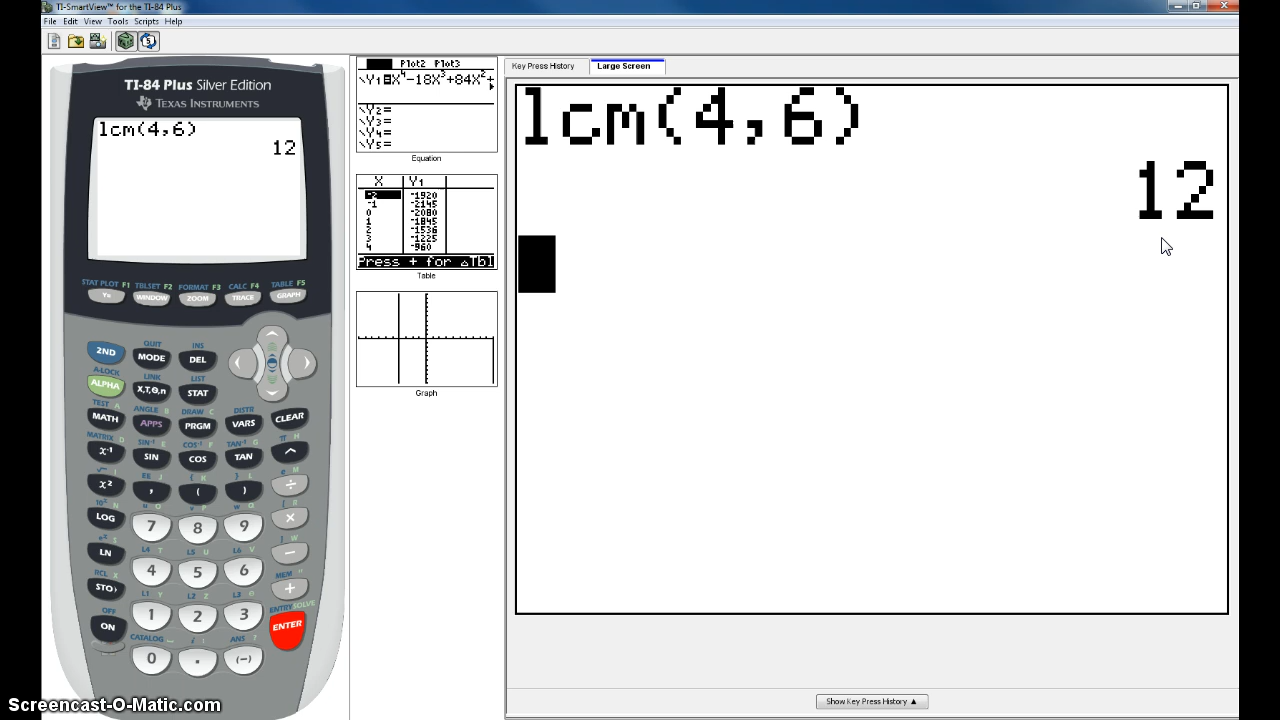 TI-SmartView™ for the TI-84 Plus
File Edit View Tools Scripts Help
TI-84 Plus Silver Edition
TEXAS INSTRUMENTS
lcm(4,6)
12
STAT PLOT F1 TBLSET F2 FORMAT F3 CALC F4 TABLE F5
Y= WINDOW ZOOM TRACE GRAPH
QUIT INS
2ND MODE DEL
A-LOCK LINK LIST
ALPHA X,T,Θ,n STAT
TEST A ANGLE B DRAW C DISTR
MATH APPS PRGM VARS CLEAR
MATRIX D SIN⁻¹ E COS⁻¹ F TAN⁻¹ G π H
x⁻¹ SIN COS TAN ^
√ I EE J { K } L e M
x² , ( ) ÷
10ˣ N u O v P w Q [ R
LOG 7 8 9 ×
eˣ S L4 T L5 U L6 V ] W
LN 4 5 6 −
RCL X L1 Y L2 Z L3 θ MEM "
STO› 1 2 3 +
OFF CATALOG i : ANS ? ENTRY SOLVE
ON 0 . (−) ENTER
Plot2 Plot3
\Y1=X^4-18X^3+84X^2+
\Y2=
\Y3=
\Y4=
\Y5=
Equation
X Y1
-2 -1920
-1 -2145
0 -2080
1 -1845
2 -1536
3 -1225
4 -960
Press + for △Tbl
Table
Graph
Key Press History Large Screen
lcm(4,6)
12
Show Key Press History ▲
Screencast-O-Matic.com